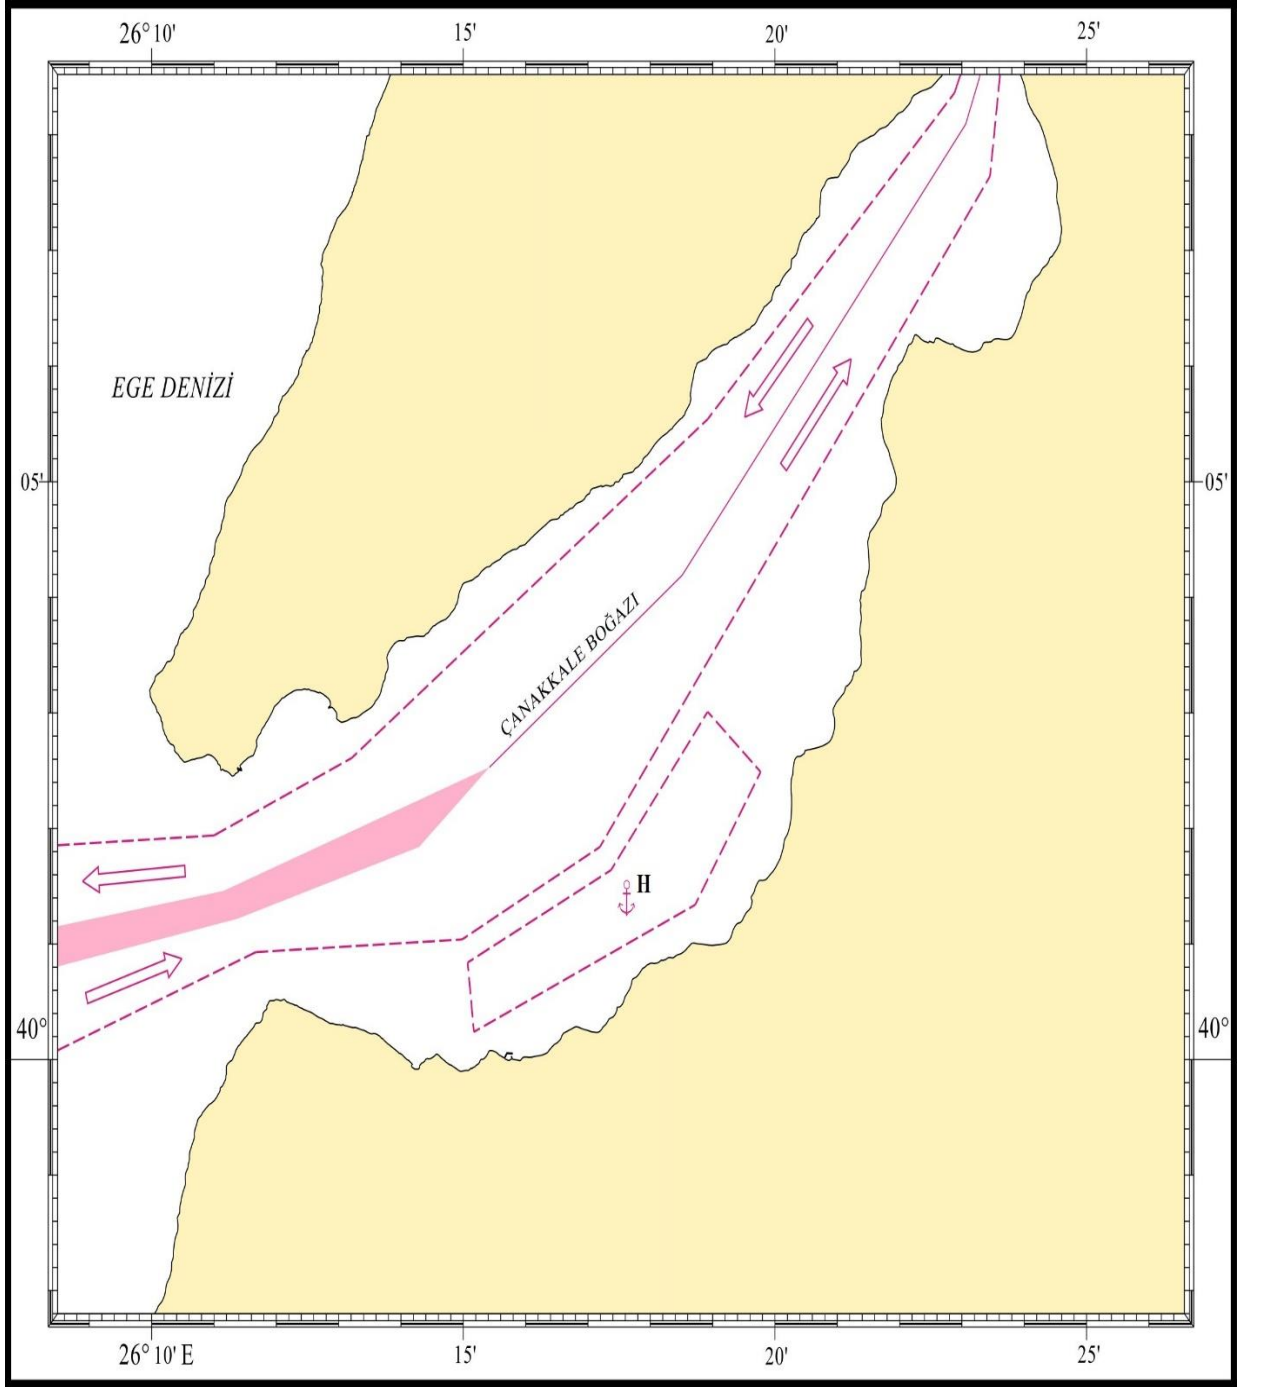 26° 10' 15' 20' 25'
EGE DENİZİ
05' 05'
ÇANAKKALE BOĞAZI
H
40° 40°
26° 10' E 15' 20' 25'